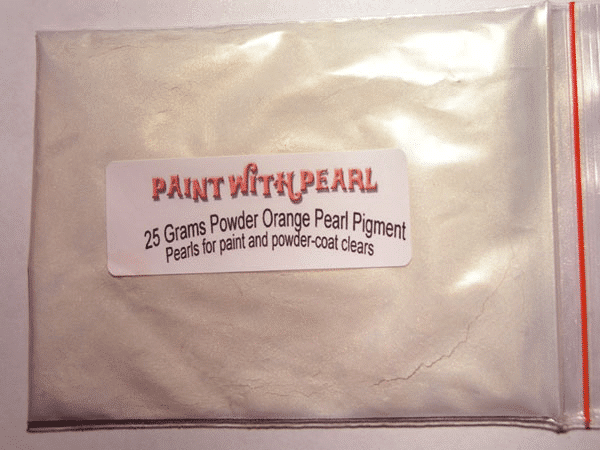 PAINT WITH PEARL
25 Grams Powder Orange Pearl Pigment
Pearls for paint and powder-coat clears